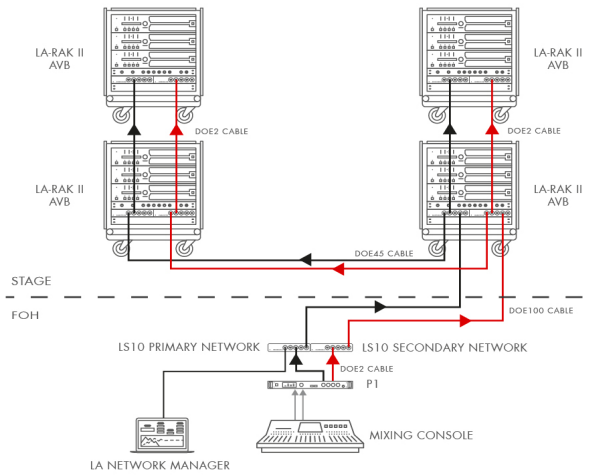 LA-RAK II
AVB
LA-RAK II
AVB
DOE2 CABLE
DOE2 CABLE
LA-RAK II
AVB
LA-RAK II
AVB
DOE45 CABLE
STAGE
FOH
DOE100 CABLE
LS10 PRIMARY NETWORK
LS10 SECONDARY NETWORK
DOE2 CABLE
P1
MIXING CONSOLE
LA NETWORK MANAGER